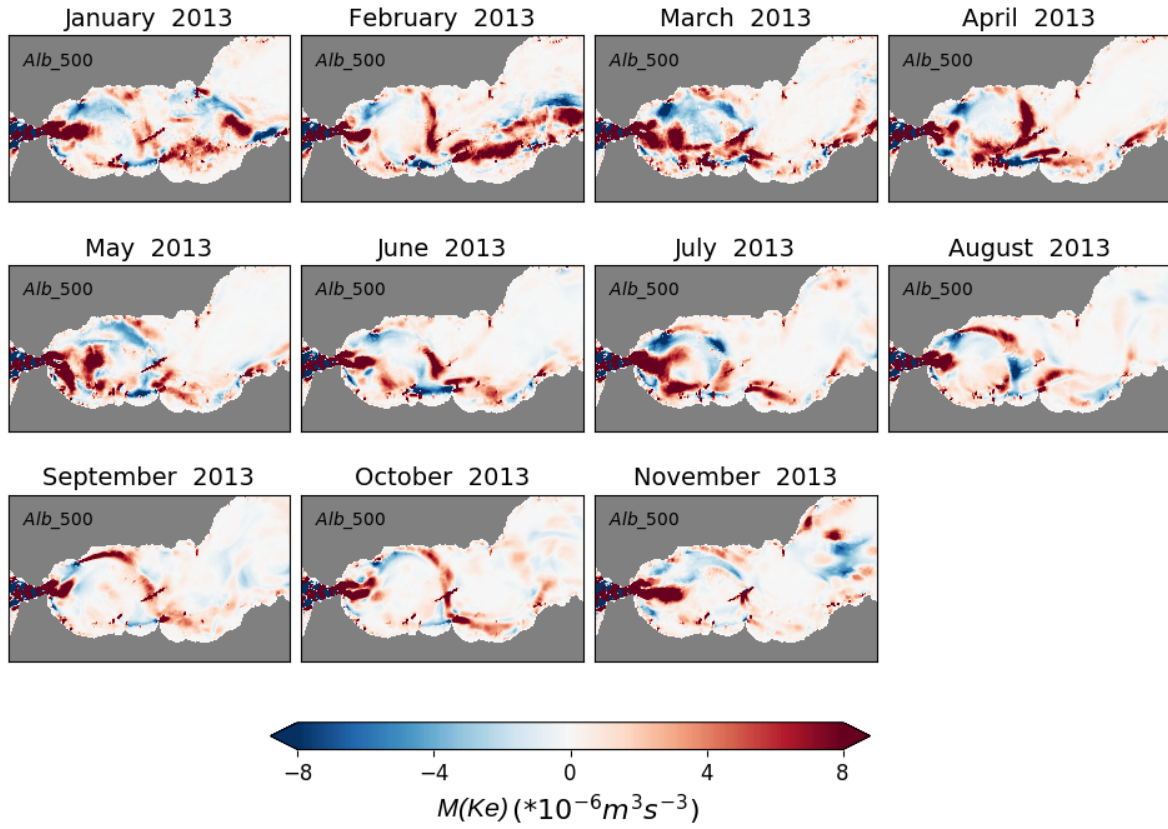 January  2013
February  2013
March  2013
April  2013
Alb_500
Alb_500
Alb_500
Alb_500
May  2013
June  2013
July  2013
August  2013
Alb_500
Alb_500
Alb_500
Alb_500
September  2013
October  2013
November  2013
Alb_500
Alb_500
Alb_500
−8
−4
0
4
8
M(Ke) (*10⁻⁶m³s⁻³)